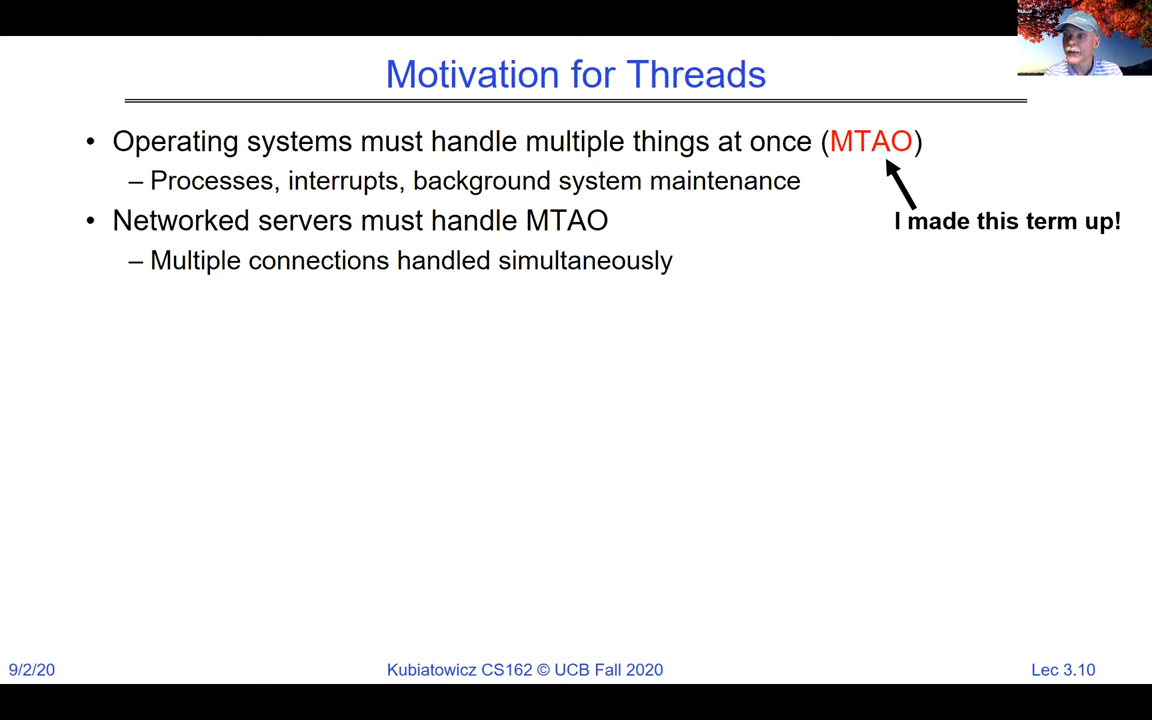 Motivation for Threads
• Operating systems must handle multiple things at once (MTAO)
– Processes, interrupts, background system maintenance
• Networked servers must handle MTAO
I made this term up!
– Multiple connections handled simultaneously
9/2/20
Kubiatowicz CS162 © UCB Fall 2020
Lec 3.10